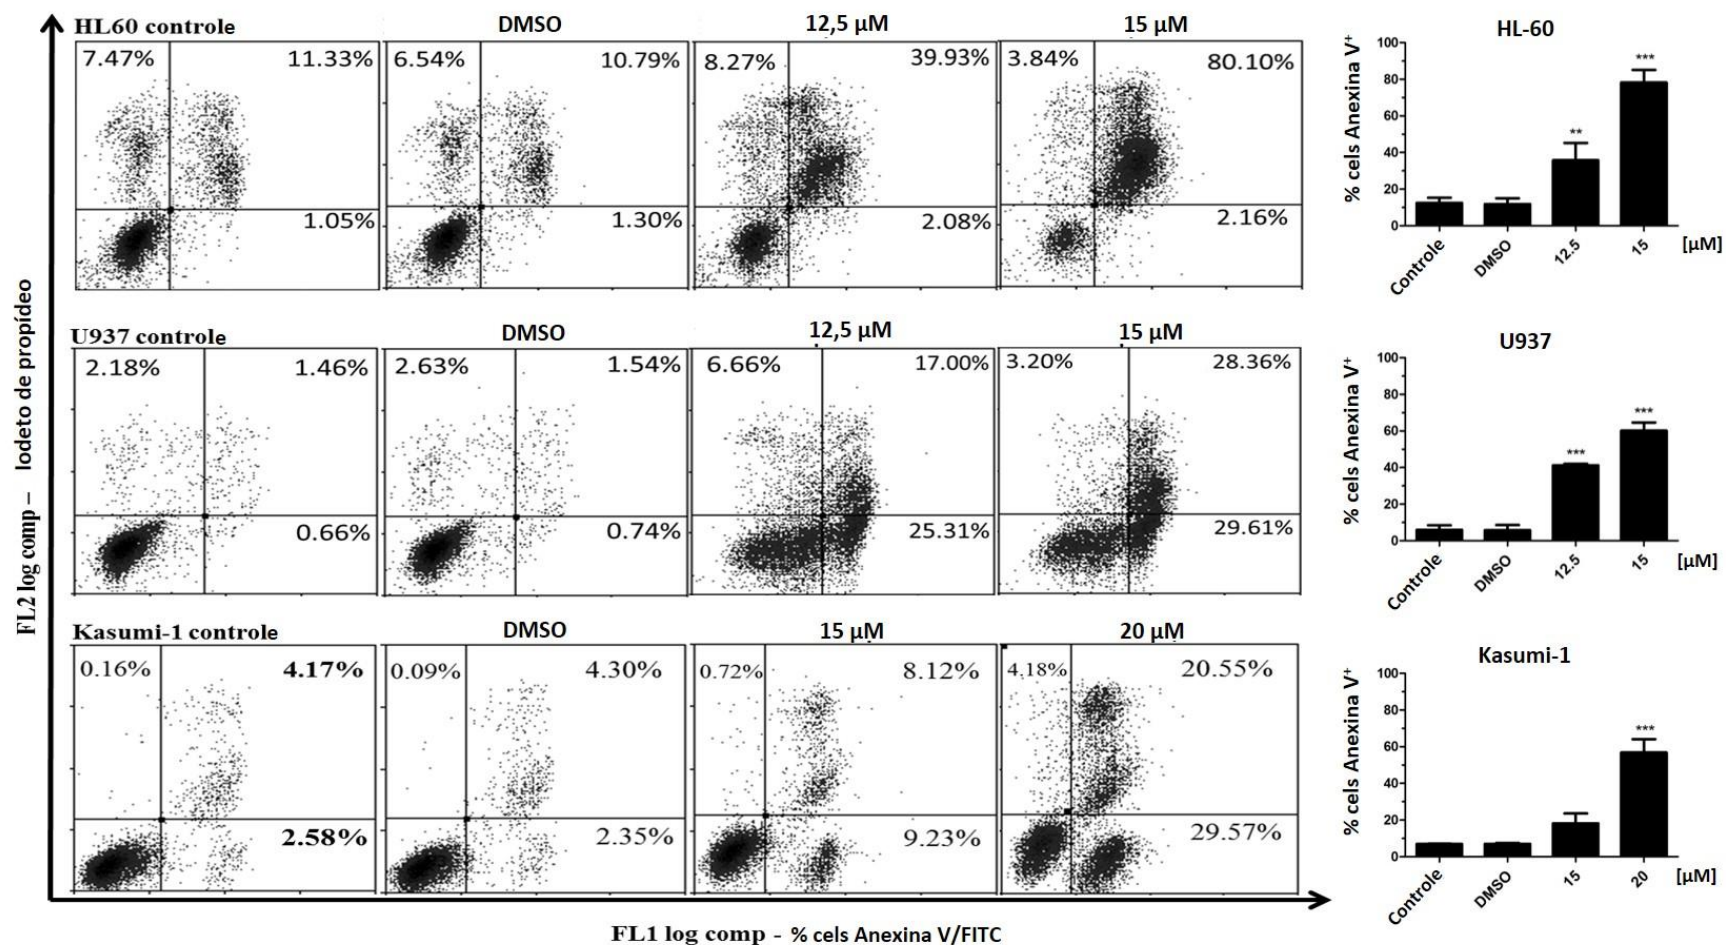 HL60 controle
DMSO
12,5 µM
15 µM
7.47%
11.33%
1.05%
6.54%
10.79%
1.30%
8.27%
39.93%
2.08%
3.84%
80.10%
2.16%
HL-60
% cels Anexina V+
100
80
60
40
20
0
**
***
Controle
DMSO
12.5
15
[µM]
U937 controle
DMSO
12,5 µM
15 µM
2.18%
1.46%
0.66%
2.63%
1.54%
0.74%
6.66%
17.00%
25.31%
3.20%
28.36%
29.61%
U937
% cels Anexina V+
100
80
60
40
20
0
***
***
Controle
DMSO
12.5
15
[µM]
Kasumi-1 controle
DMSO
15 µM
20 µM
0.16%
4.17%
2.58%
0.09%
4.30%
2.35%
0.72%
8.12%
9.23%
4.18%
20.55%
29.57%
Kasumi-1
% cels Anexina V+
100
80
60
40
20
0
***
Controle
DMSO
15
20
[µM]
FL2 log comp – Iodeto de propídeo
FL1 log comp - % cels Anexina V/FITC